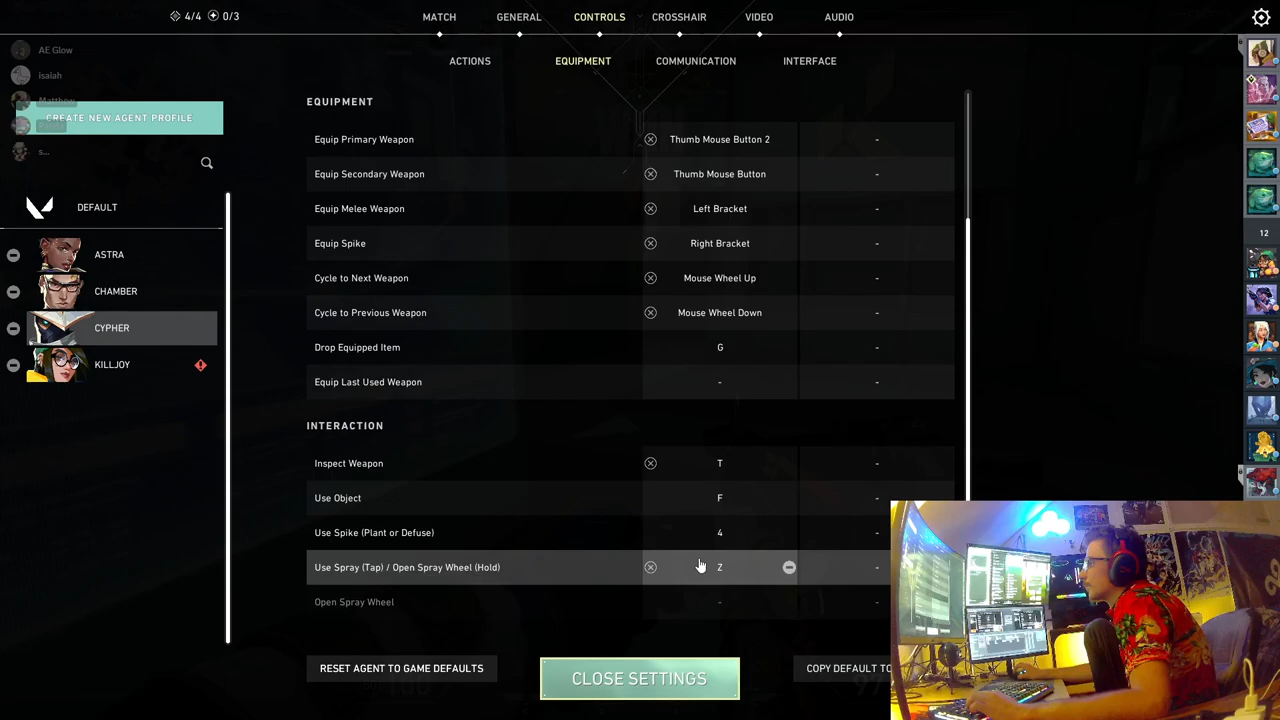 4/4 0/3
MATCH GENERAL CONTROLS CROSSHAIR VIDEO AUDIO
ACTIONS EQUIPMENT COMMUNICATION INTERFACE
AE Glow
isaiah
Matthew
CREATE NEW AGENT PROFILE
s...
DEFAULT
ASTRA
CHAMBER
CYPHER
KILLJOY
EQUIPMENT
Equip Primary Weapon Thumb Mouse Button 2 -
Equip Secondary Weapon Thumb Mouse Button -
Equip Melee Weapon Left Bracket -
Equip Spike Right Bracket -
Cycle to Next Weapon Mouse Wheel Up -
Cycle to Previous Weapon Mouse Wheel Down -
Drop Equipped Item G -
Equip Last Used Weapon - -
INTERACTION
Inspect Weapon T -
Use Object F -
Use Spike (Plant or Defuse) 4 -
Use Spray (Tap) / Open Spray Wheel (Hold) Z -
Open Spray Wheel - -
RESET AGENT TO GAME DEFAULTS
CLOSE SETTINGS
COPY DEFAULT TO
12